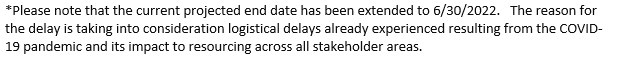 *Please note that the current projected end date has been extended to 6/30/2022.   The reason for
the delay is taking into consideration logistical delays already experienced resulting from the COVID-
19 pandemic and its impact to resourcing across all stakeholder areas.